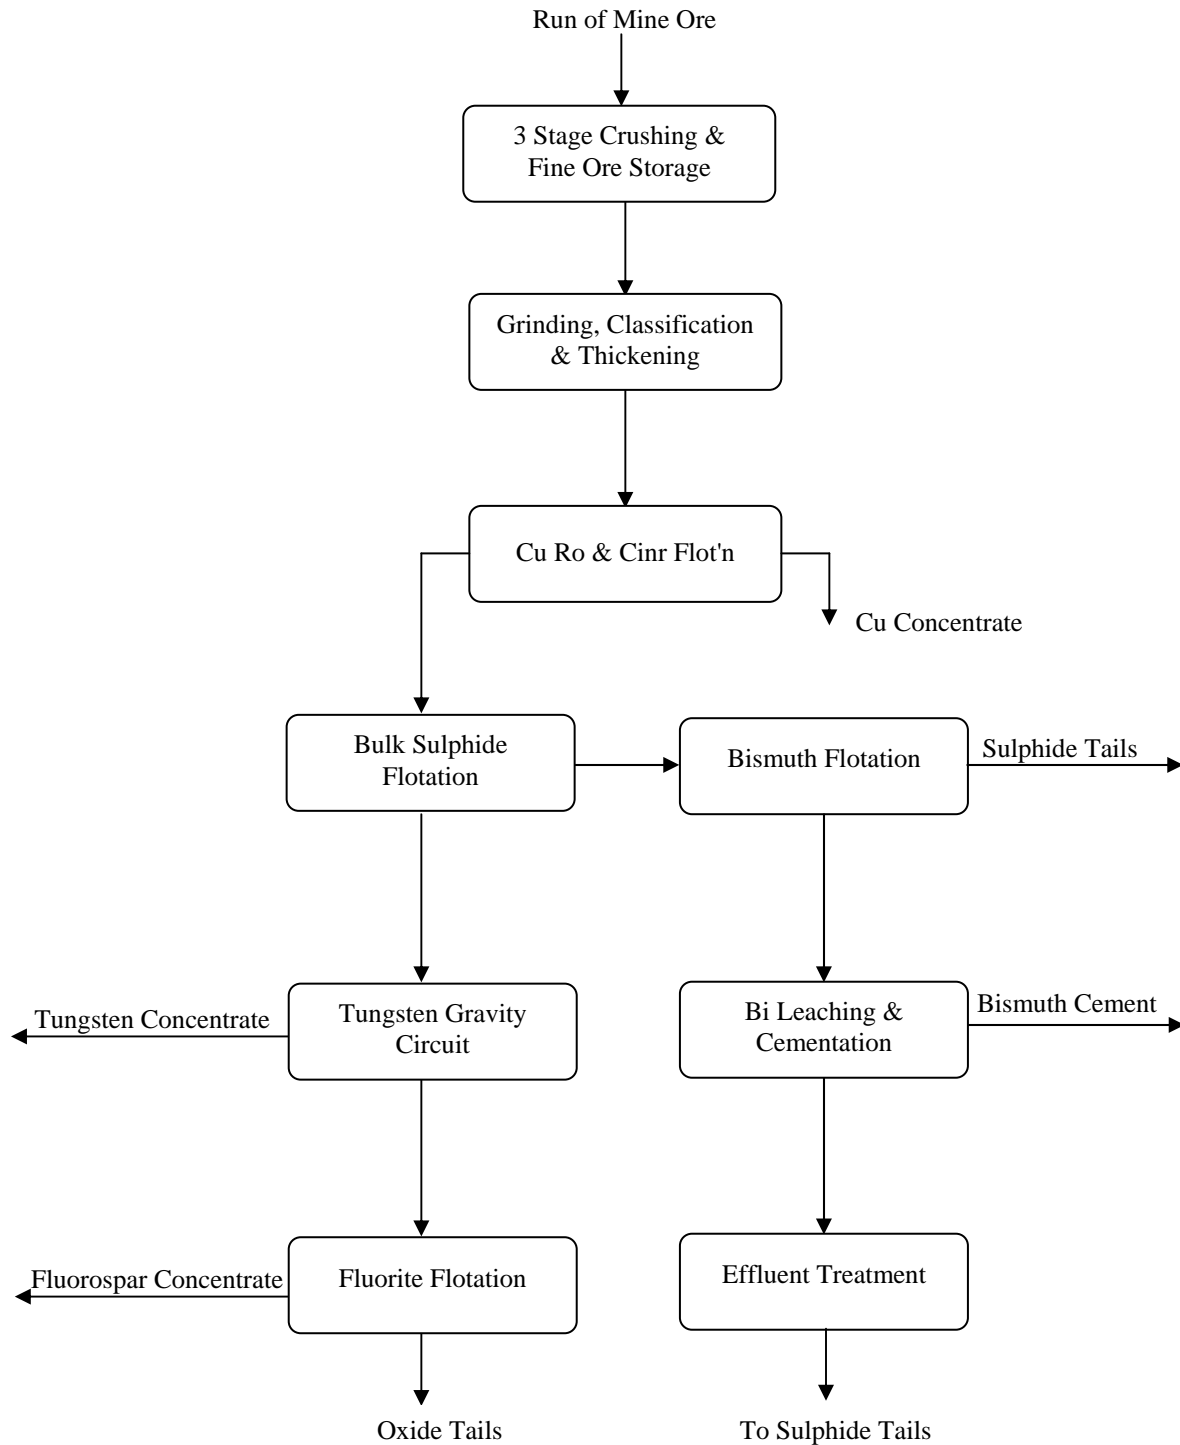 Run of Mine Ore
3 Stage Crushing &
Fine Ore Storage
Grinding, Classification
& Thickening
Cu Ro & Cinr Flot'n
Cu Concentrate
Bulk Sulphide
Flotation
Bismuth Flotation
Sulphide Tails
Tungsten Concentrate
Tungsten Gravity
Circuit
Bi Leaching &
Cementation
Bismuth Cement
Fluorospar Concentrate
Fluorite Flotation
Effluent Treatment
Oxide Tails
To Sulphide Tails